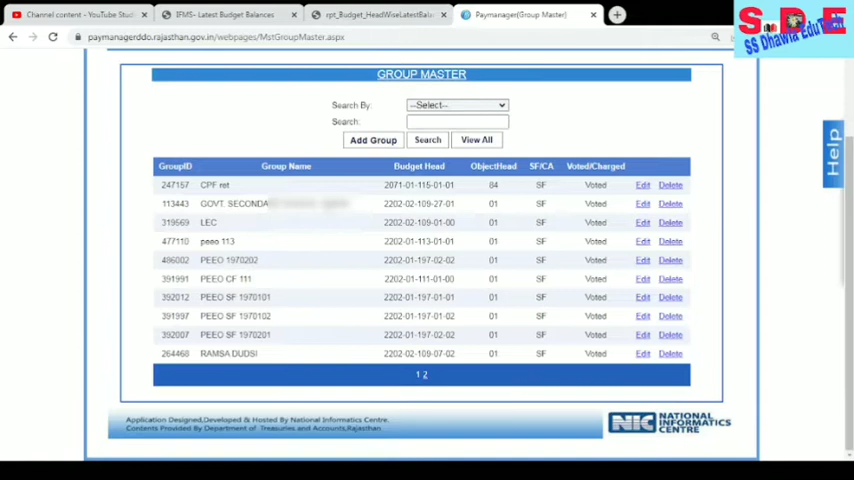 Channel content - YouTube Stud
IFMS- Latest Budget Balances
rpt_Budget_HeadWiseLatestBala
Paymanager(Group Master)
paymanagerddo.rajasthan.gov.in/webpages/MstGroupMaster.aspx
S D E
SS Dhawla EduTu
GROUP MASTER
Search By: --Select--
Search:
Add Group Search View All
GroupID Group Name Budget Head ObjectHead SF/CA Voted/Charged
247157 CPF ret 2071-01-115-01-01 84 SF Voted Edit Delete
113443 GOVT. SECONDA 2202-02-109-27-01 01 SF Voted Edit Delete
319569 LEC 2202-02-109-01-00 01 SF Voted Edit Delete
477110 peeo 113 2202-01-113-01-01 01 SF Voted Edit Delete
486002 PEEO 1970202 2202-01-197-02-02 01 SF Voted Edit Delete
391991 PEEO CF 111 2202-01-111-01-00 01 SF Voted Edit Delete
392012 PEEO SF 1970101 2202-01-197-01-01 01 SF Voted Edit Delete
391997 PEEO SF 1970102 2202-01-197-01-02 01 SF Voted Edit Delete
392007 PEEO SF 1970201 2202-01-197-02-02 01 SF Voted Edit Delete
264468 RAMSA DUDSI 2202-02-109-07-02 01 SF Voted Edit Delete
1 2
Help
Application Designed,Developed & Hosted By National Informatics Centre.
Contents Provided By Department of Treasuries and Accounts,Rajasthan
NIC NATIONAL
INFORMATICS
CENTRE